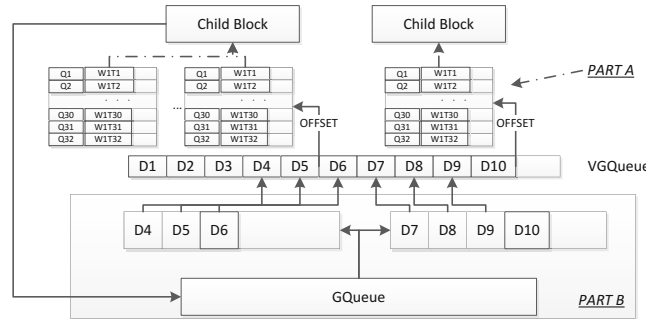 Child Block Child Block
Q1 W1T1 Q1 W1T1 Q1 W1T1
Q2 W1T2 Q2 W1T2 Q2 W1T2 PART A
. . . . . . . . .
...
Q30 W1T30 Q30 W1T30 Q30 W1T30
Q31 W1T31 Q31 W1T31 OFFSET Q31 W1T31 OFFSET
Q32 W1T32 Q32 W1T32 Q32 W1T32
D1 D2 D3 D4 D5 D6 D7 D8 D9 D10 VGQueue
D4 D5 D6 D7 D8 D9 D10
GQueue PART B